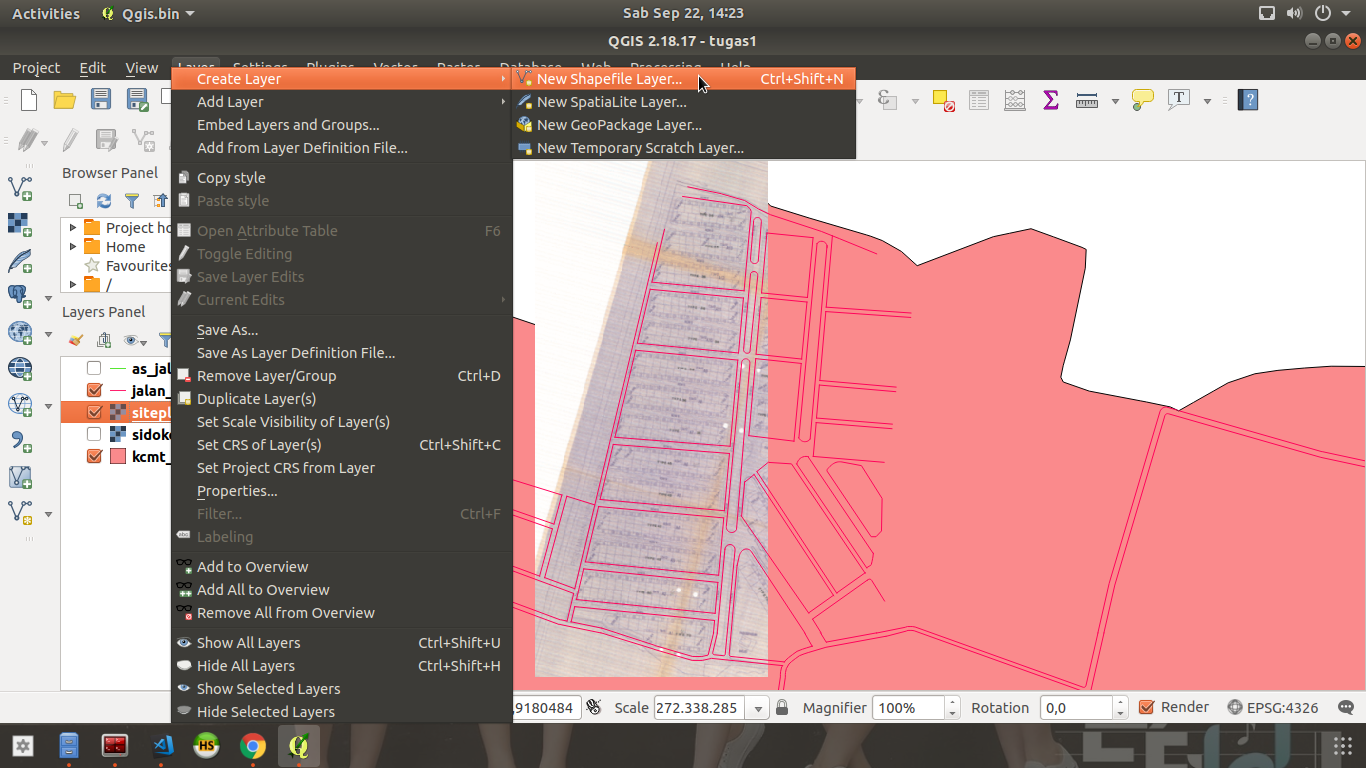 Activities Qgis.bin Sab Sep 22, 14:23
QGIS 2.18.17 - tugas1
Project Edit View Layer Settings Plugins Vector Raster Database Web Processing Help
Create Layer
New Shapefile Layer... Ctrl+Shift+N
Add Layer
New SpatiaLite Layer...
Embed Layers and Groups...
New GeoPackage Layer...
Add from Layer Definition File...
New Temporary Scratch Layer...
Browser Panel
Copy style
Paste style
Project ho
Open Attribute Table F6
Home
Toggle Editing
Favourites
Save Layer Edits
/
Current Edits
Layers Panel
Save As...
Save As Layer Definition File...
as_jal
Remove Layer/Group Ctrl+D
jalan_
Duplicate Layer(s)
sitepl
Set Scale Visibility of Layer(s)
sidok
Set CRS of Layer(s) Ctrl+Shift+C
kcmt_
Set Project CRS from Layer
Properties...
Filter... Ctrl+F
abc Labeling
Add to Overview
Add All to Overview
Remove All from Overview
Show All Layers Ctrl+Shift+U
Hide All Layers Ctrl+Shift+H
Show Selected Layers
Hide Selected Layers
.9180484 Scale 272.338.285 Magnifier 100% Rotation 0,0 Render EPSG:4326
HS